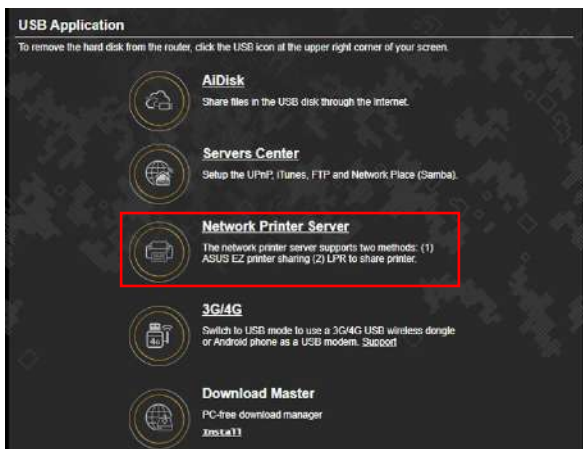 USB Application
To remove the hard disk from the router, click the USB icon at the upper right corner of your screen.
AiDisk
Share files in the USB disk through the Internet.
Servers Center
Setup the UPnP, iTunes, FTP and Network Place (Samba).
Network Printer Server
The network printer server supports two methods: (1)
ASUS EZ printer sharing (2) LPR to share printer.
3G/4G
4G
Switch to USB mode to use a 3G/4G USB wireless dongle
or Android phone as a USB modem. Support
Download Master
PC-free download manager
Install